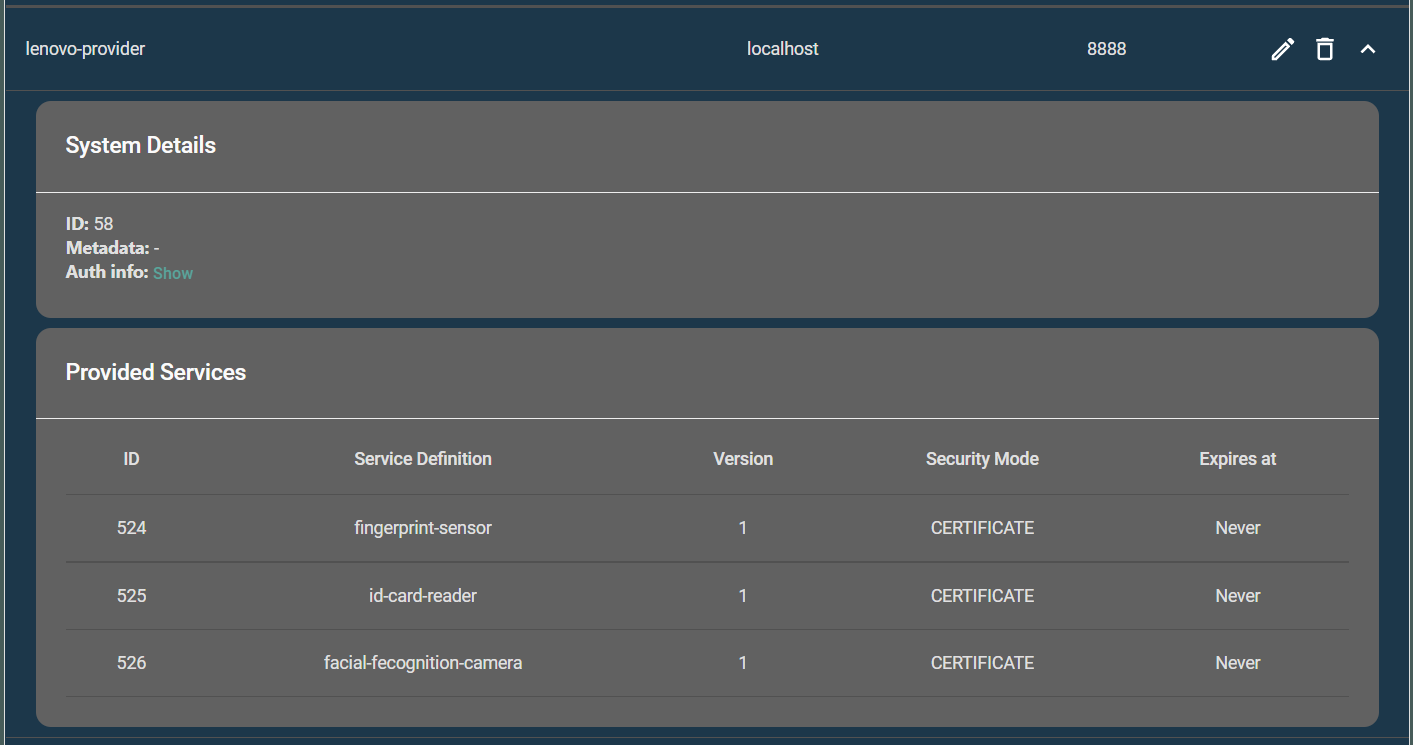 lenovo-provider localhost 8888
System Details
ID: 58
Metadata: -
Auth info: Show
Provided Services
ID Service Definition Version Security Mode Expires at
524 fingerprint-sensor 1 CERTIFICATE Never
525 id-card-reader 1 CERTIFICATE Never
526 facial-fecognition-camera 1 CERTIFICATE Never